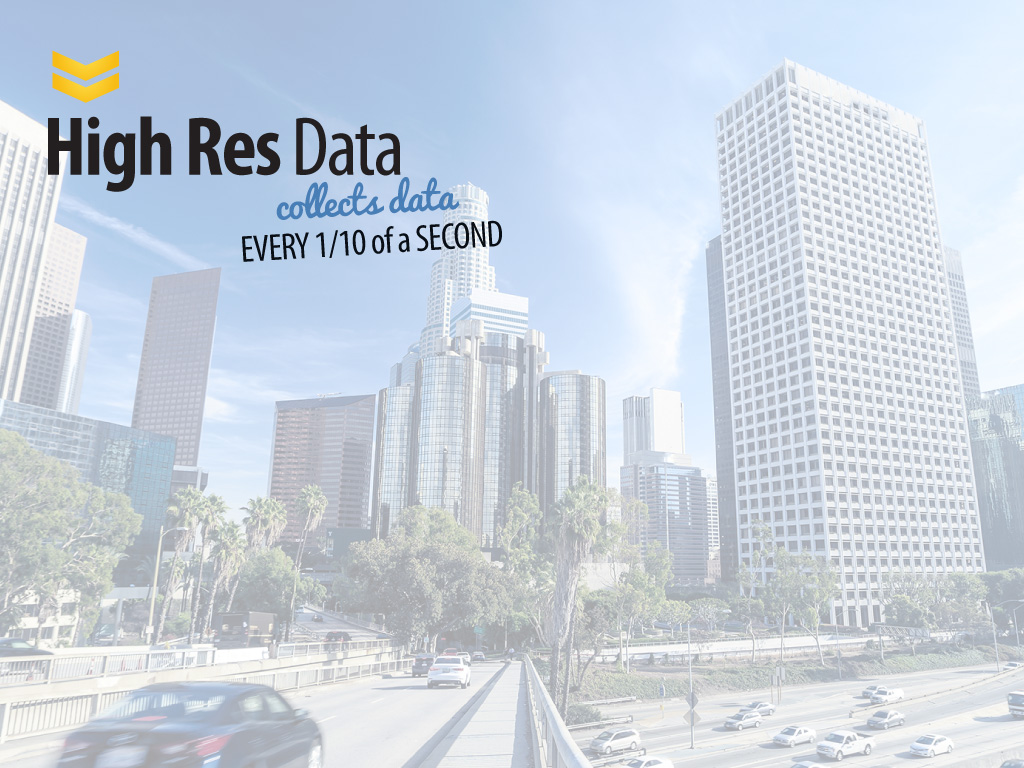 High Res Data
collects data
EVERY 1/10 of a SECOND